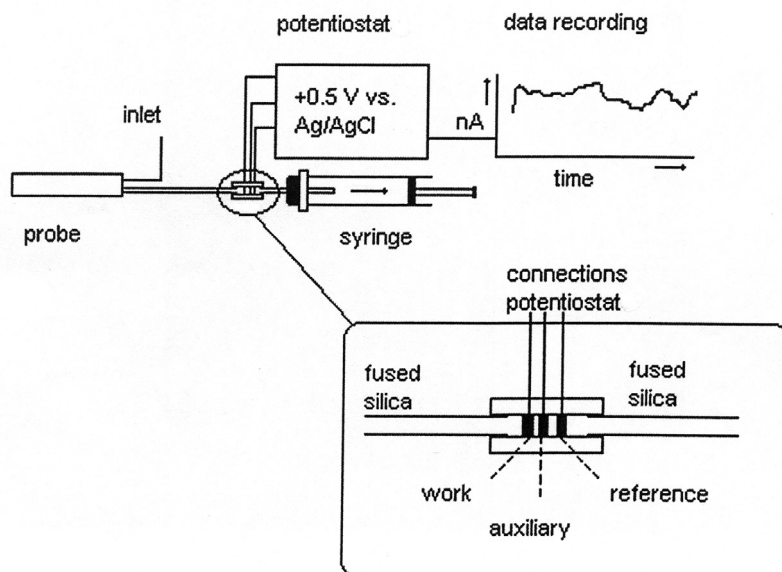 potentiostat
data recording
+0.5 V vs.
Ag/AgCl
nA
inlet
time
probe
syringe
connections
potentiostat
fused
silica
fused
silica
work
reference
auxiliary